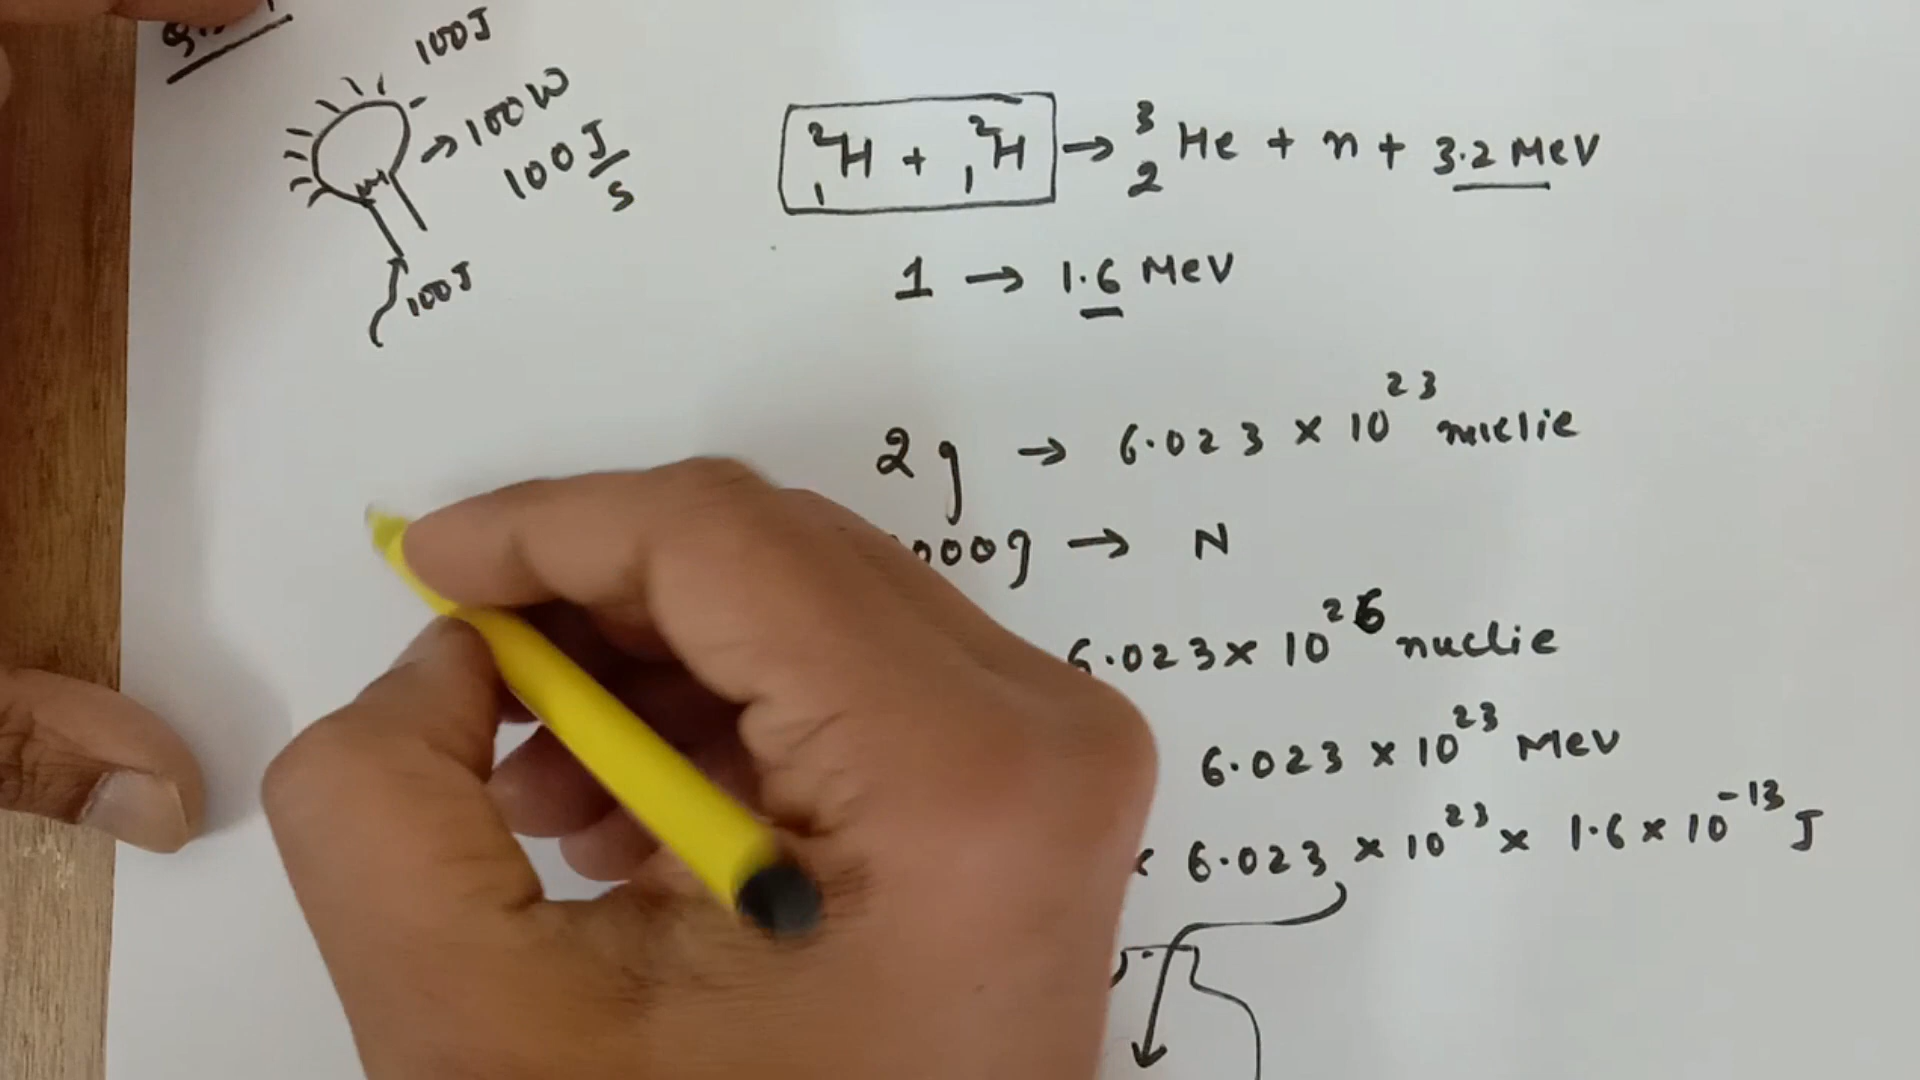 100J
→ 100W
100 J/S
100J
²₁H + ²₁H → ³₂He + n + 3.2 MeV
1 → 1.6 MeV
2g → 6.023 × 10²³ nuclie
000g → N
6.023 × 10²⁶ nuclie
6.023 × 10²³ MeV
6.023 × 10²³ × 1.6 × 10⁻¹³ J